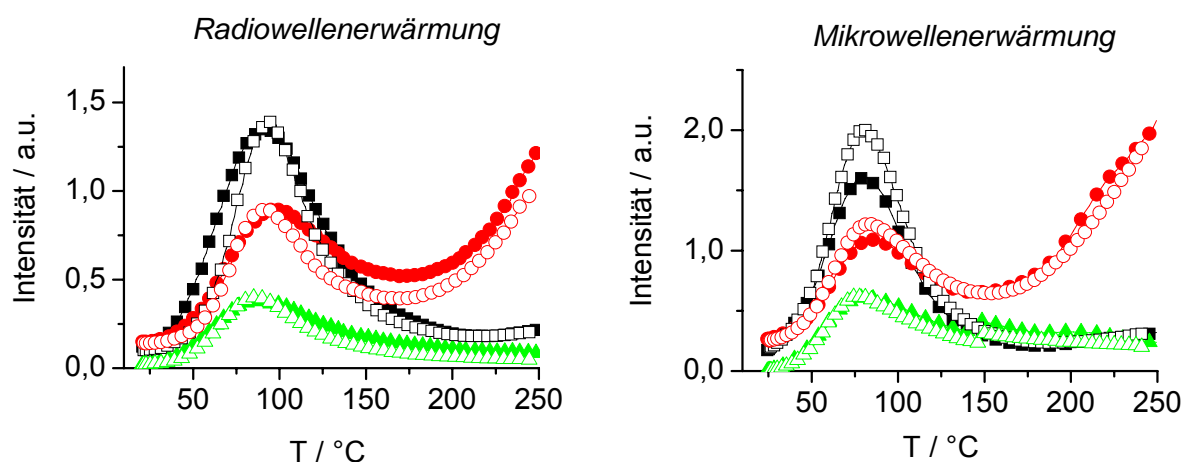 Radiowellenerwärmung
Intensität / a.u.
1,5
1,0
0,5
0,0
50 100 150 200 250
T / °C
Mikrowellenerwärmung
Intensität / a.u.
2,0
1,0
0,0
50 100 150 200 250
T / °C